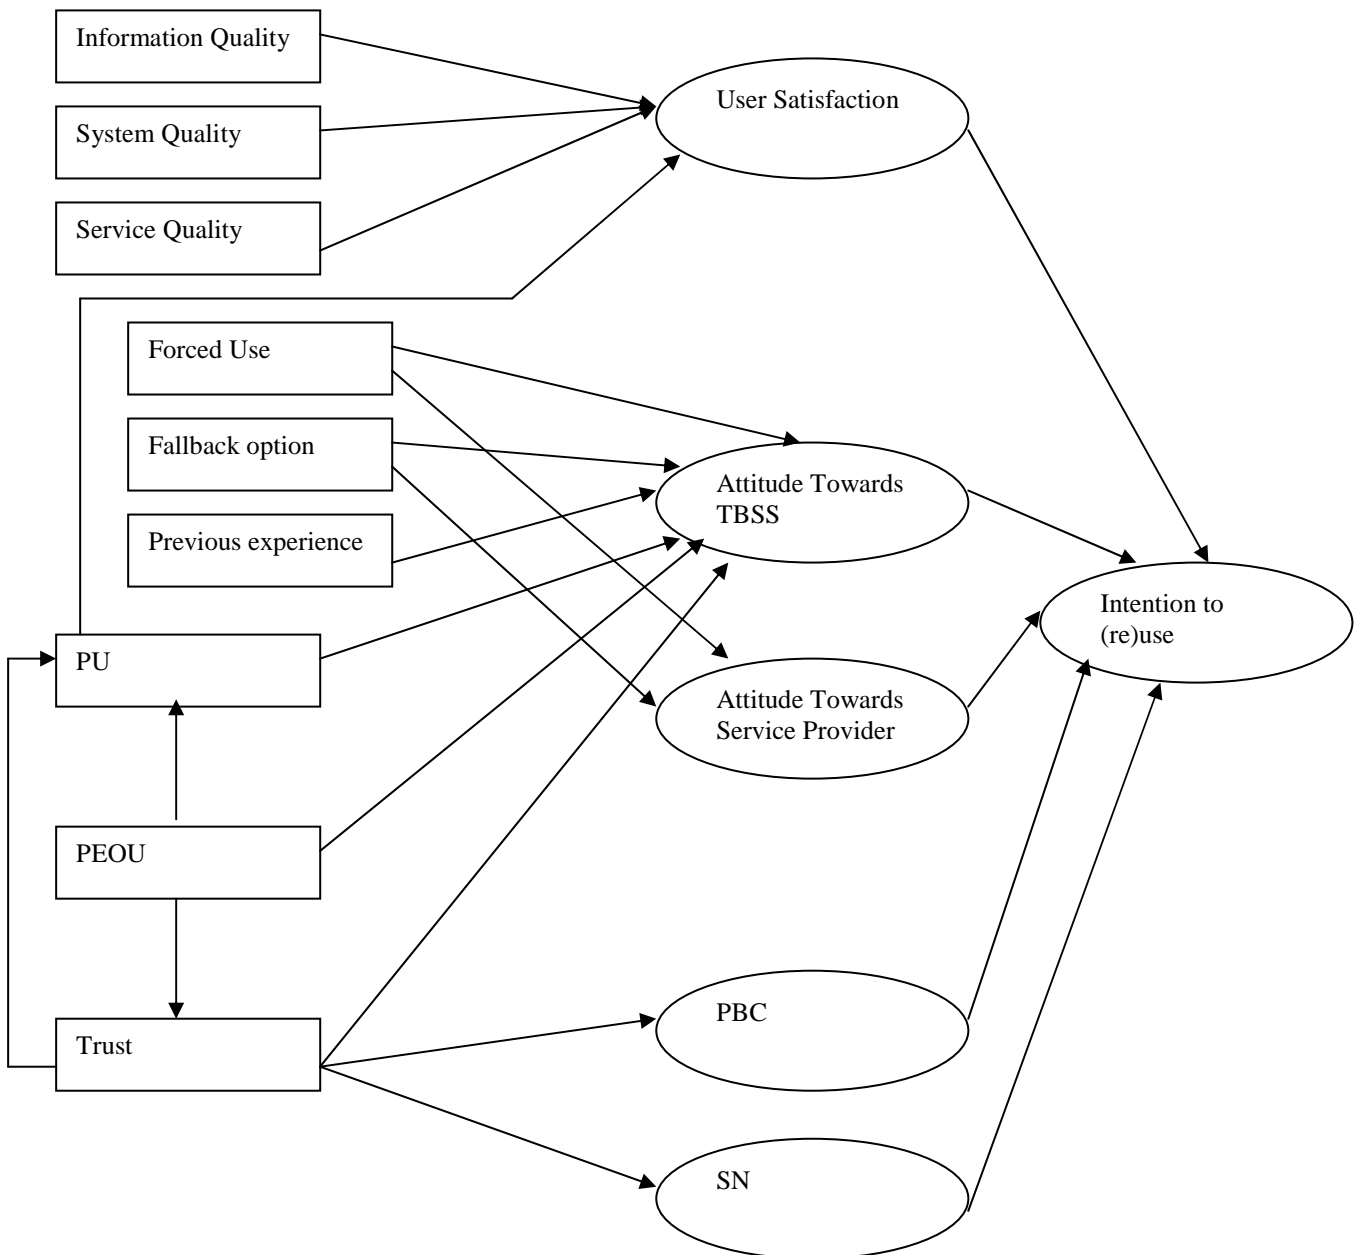 Information Quality
System Quality
Service Quality
User Satisfaction
Forced Use
Fallback option
Previous experience
Attitude Towards
TBSS
PU
Attitude Towards
Service Provider
Intention to
(re)use
PEOU
Trust
PBC
SN